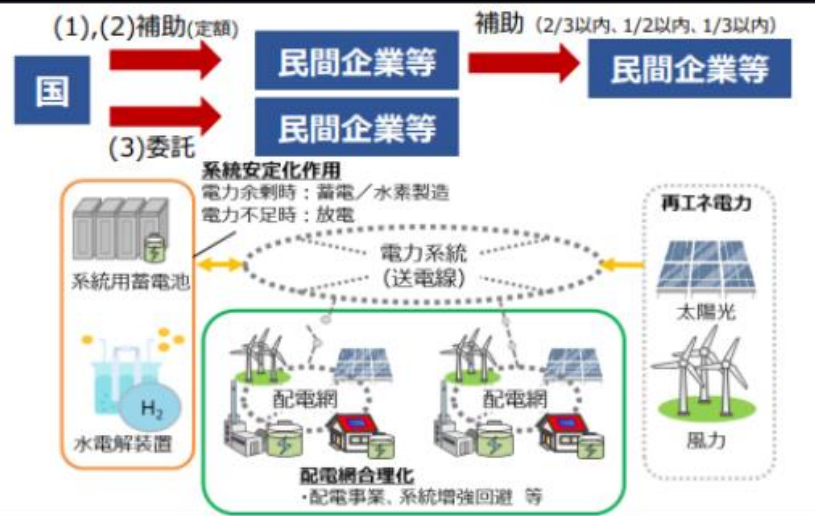 (1),(2)補助(定額)
国
民間企業等
補助（2/3以内、1/2以内、1/3以内）
民間企業等
民間企業等
(3)委託
系統安定化作用
電力余剰時：蓄電／水素製造
電力不足時：放電
系統用蓄電池
H₂
水電解装置
電力系統
(送電線)
再エネ電力
太陽光
風力
配電網
配電網
配電網合理化
・配電事業、系統増強回避 等